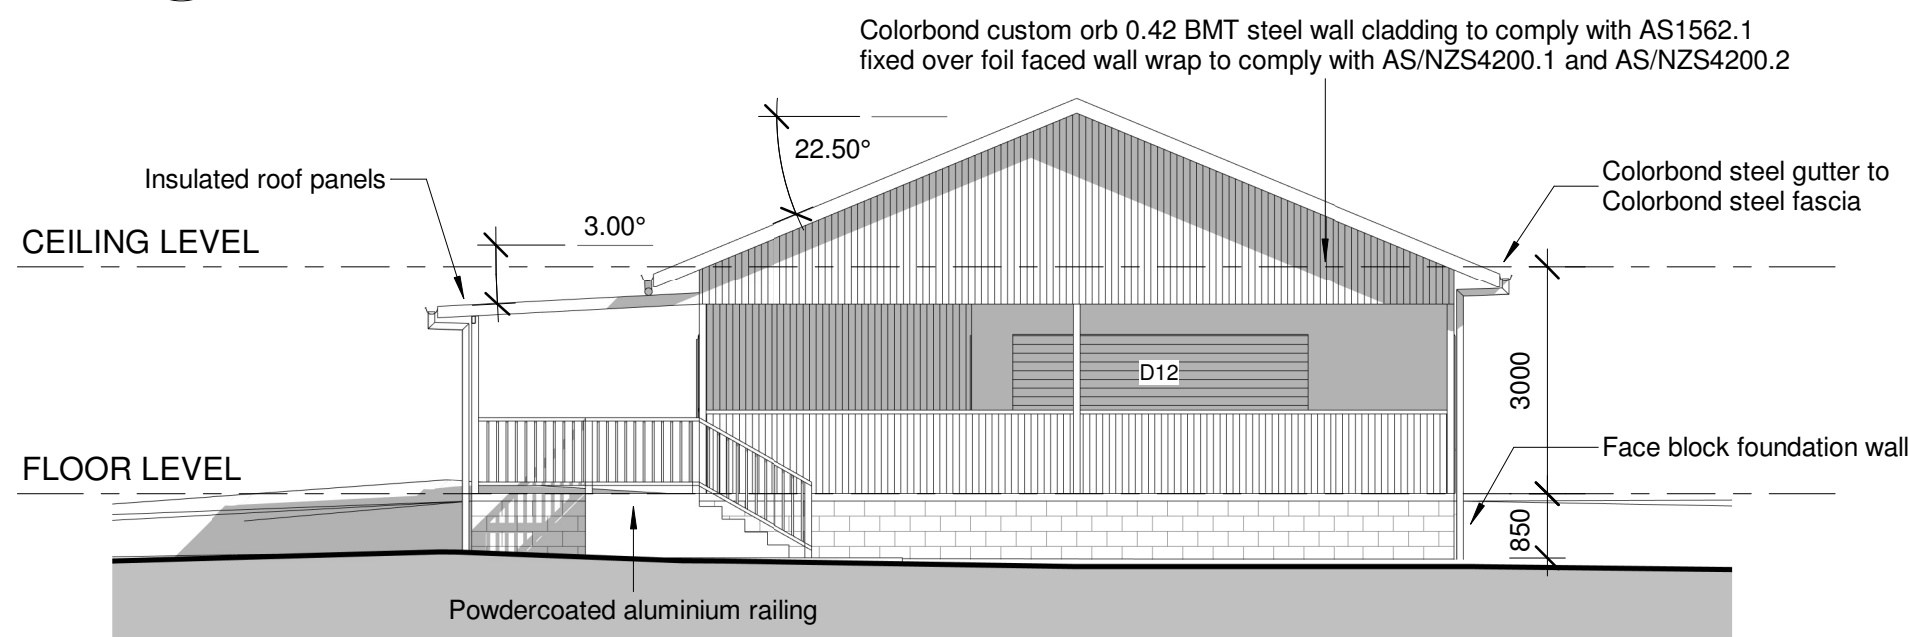 Colorbond custom orb 0.42 BMT steel wall cladding to comply with AS1562.1
fixed over foil faced wall wrap to comply with AS/NZS4200.1 and AS/NZS4200.2
22.50°
Insulated roof panels
Colorbond steel gutter to
Colorbond steel fascia
3.00°
CEILING LEVEL
D12
3000
Face block foundation wall
FLOOR LEVEL
850
Powdercoated aluminium railing